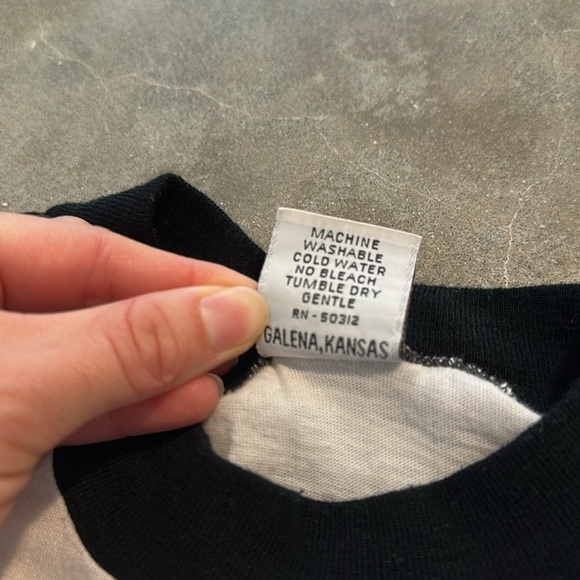 MACHINE
WASHABLE
COLD WATER
NO BLEACH
TUMBLE DRY
GENTLE
RN - 50312
GALENA, KANSAS